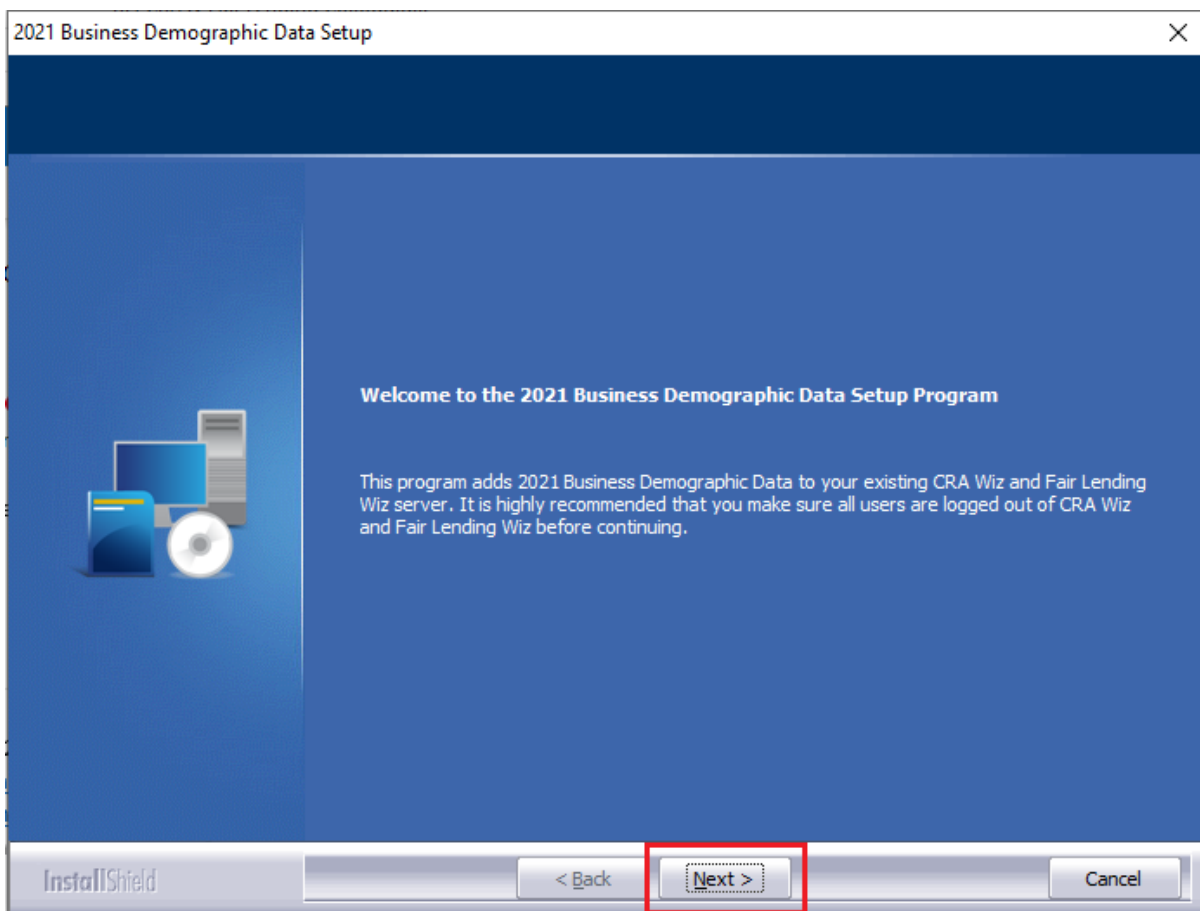 2021 Business Demographic Data Setup
Welcome to the 2021 Business Demographic Data Setup Program
This program adds 2021 Business Demographic Data to your existing CRA Wiz and Fair Lending
Wiz server. It is highly recommended that you make sure all users are logged out of CRA Wiz
and Fair Lending Wiz before continuing.
InstallShield
< Back
Next >
Cancel